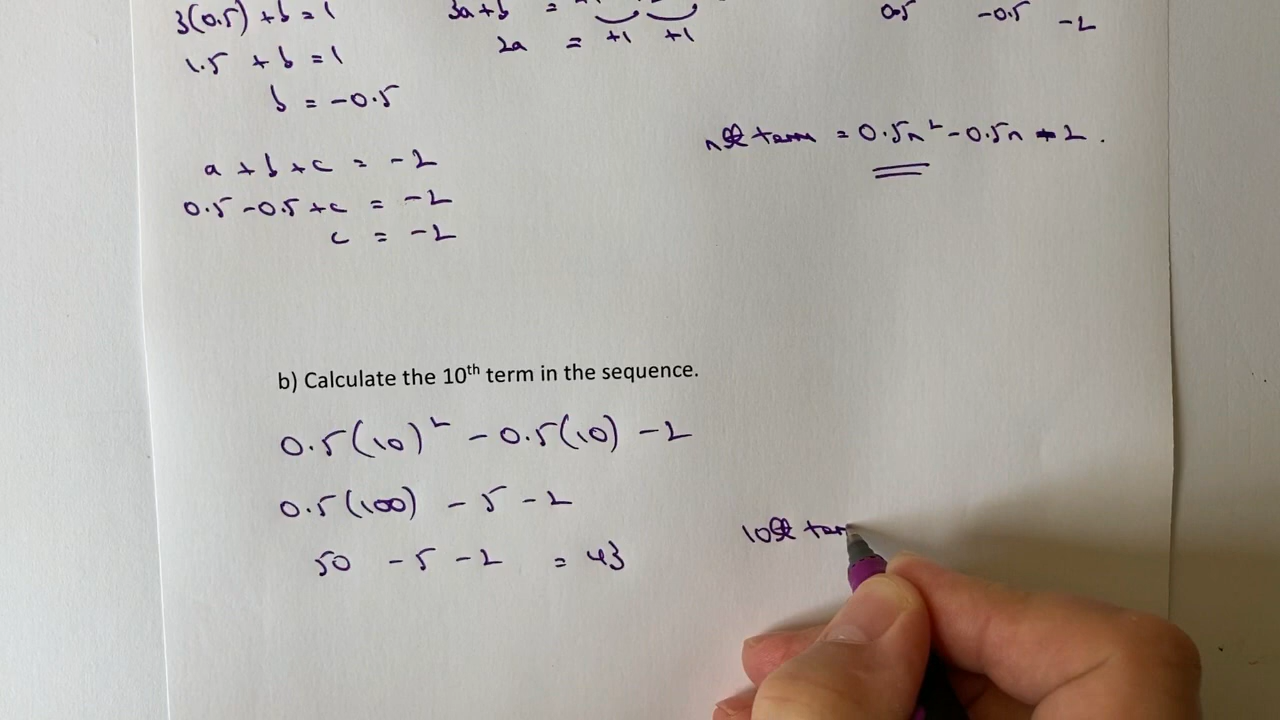 3(0.5) + b = 1
1.5 + b = 1
b = -0.5
3a+b =
2a = +1 +1
0.5 -0.5 -2
nth term = 0.5n² - 0.5n - 2.
a + b + c = -2
0.5 - 0.5 + c = -2
c = -2
b) Calculate the 10th term in the sequence.
0.5(10)² - 0.5(10) - 2
0.5(100) - 5 - 2
50 - 5 - 2 = 43
10th ter